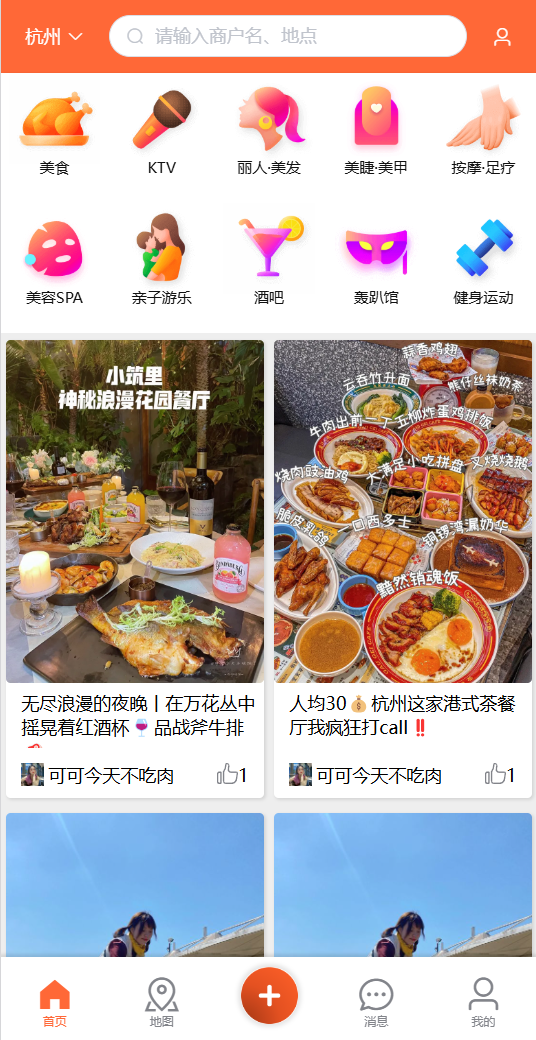 杭州
请输入商户名、地点
美食
KTV
丽人·美发
美睫·美甲
按摩·足疗
美容SPA
亲子游乐
酒吧
轰趴馆
健身运动
小筑里
神秘浪漫花园餐厅
蒜香鸡翅
云吞竹升面
熊仔丝袜奶茶
牛肉出前一丁
五柳炸蛋鸡排饭
烧肉豉油鸡
大满足小吃拼盘
叉烧烧鹅
脆皮乳鸽
一口西多士
铜锣湾漏奶华
黯然销魂饭
无尽浪漫的夜晚丨在万花丛中
摇晃着红酒杯🍷品战斧牛排
可可今天不吃肉
1
人均30💰杭州这家港式茶餐
厅我疯狂打call‼️
可可今天不吃肉
1
首页
地图
消息
我的